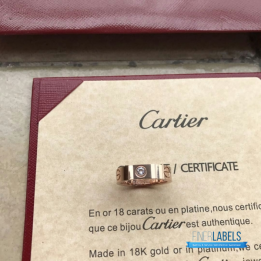 Cartier
/ CERTIFICATE
En or 18 carats ou en platine,nous certif
que ce bijou Cartier est authentique.
LABELS
Made in 18K gold or in platinum,we ce